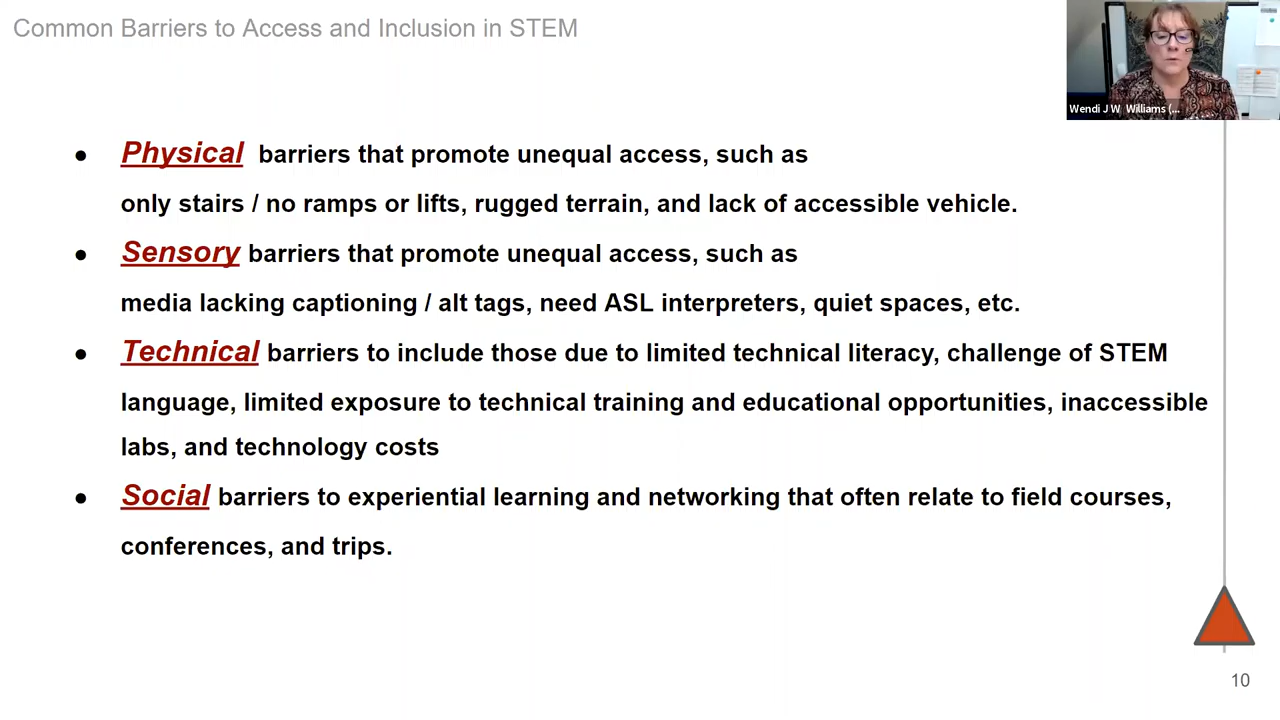 Common Barriers to Access and Inclusion in STEM
Wendi J W Williams (...
● Physical barriers that promote unequal access, such as
only stairs / no ramps or lifts, rugged terrain, and lack of accessible vehicle.
● Sensory barriers that promote unequal access, such as
media lacking captioning / alt tags, need ASL interpreters, quiet spaces, etc.
● Technical barriers to include those due to limited technical literacy, challenge of STEM
language, limited exposure to technical training and educational opportunities, inaccessible
labs, and technology costs
● Social barriers to experiential learning and networking that often relate to field courses,
conferences, and trips.
10